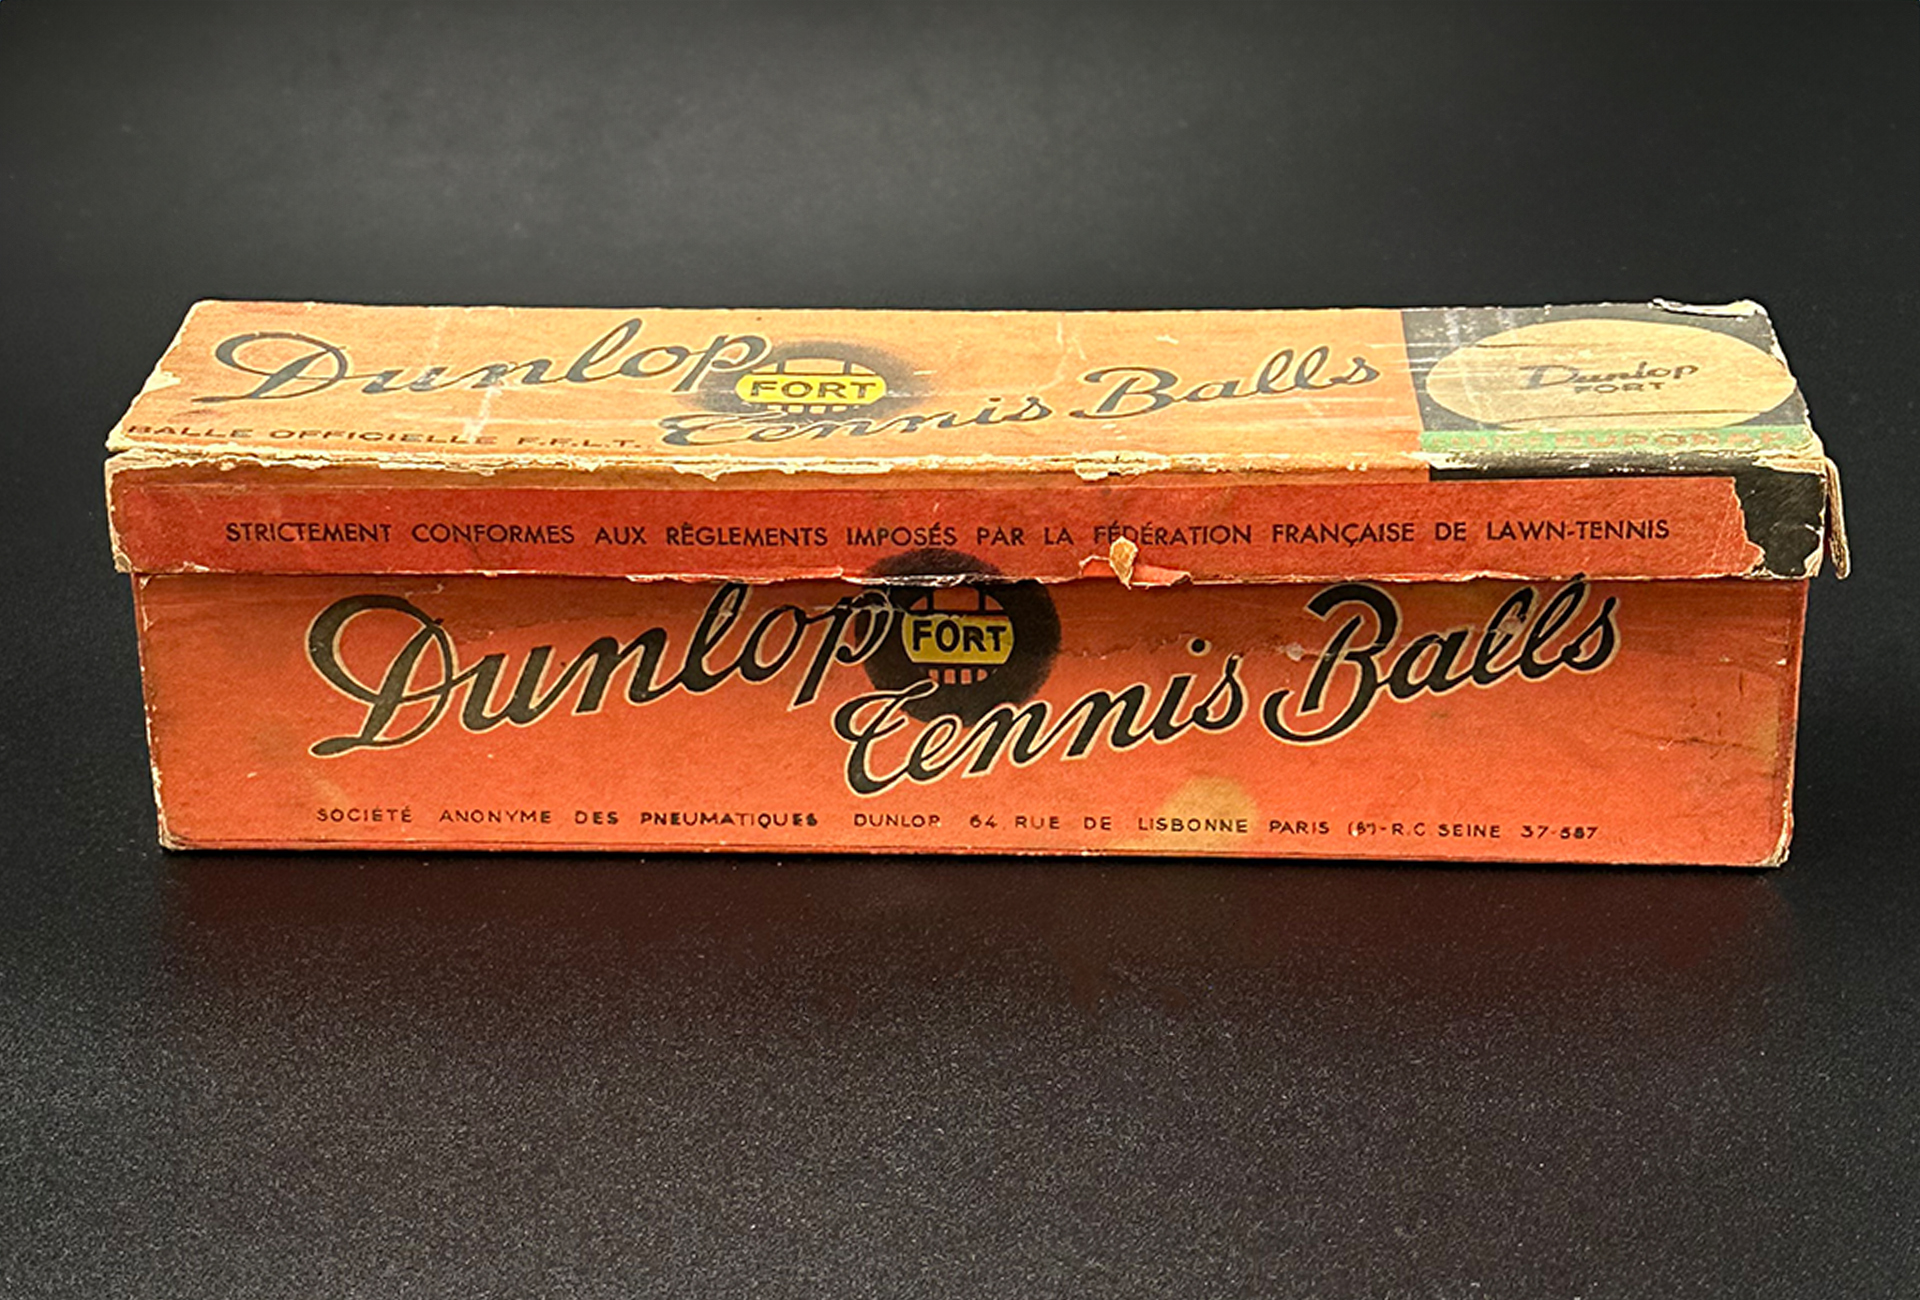 Dunlop
FORT
Tennis Balls
BALLE OFFICIELLE F.F.L.T.
Dunlop
FORT
STRICTEMENT CONFORMES AUX RÈGLEMENTS IMPOSÉS PAR LA FÉDÉRATION FRANÇAISE DE LAWN-TENNIS
Dunlop
FORT
Tennis Balls
SOCIÉTÉ ANONYME DES PNEUMATIQUES DUNLOP 64, RUE DE LISBONNE PARIS (8e)-R.C. SEINE 37-587